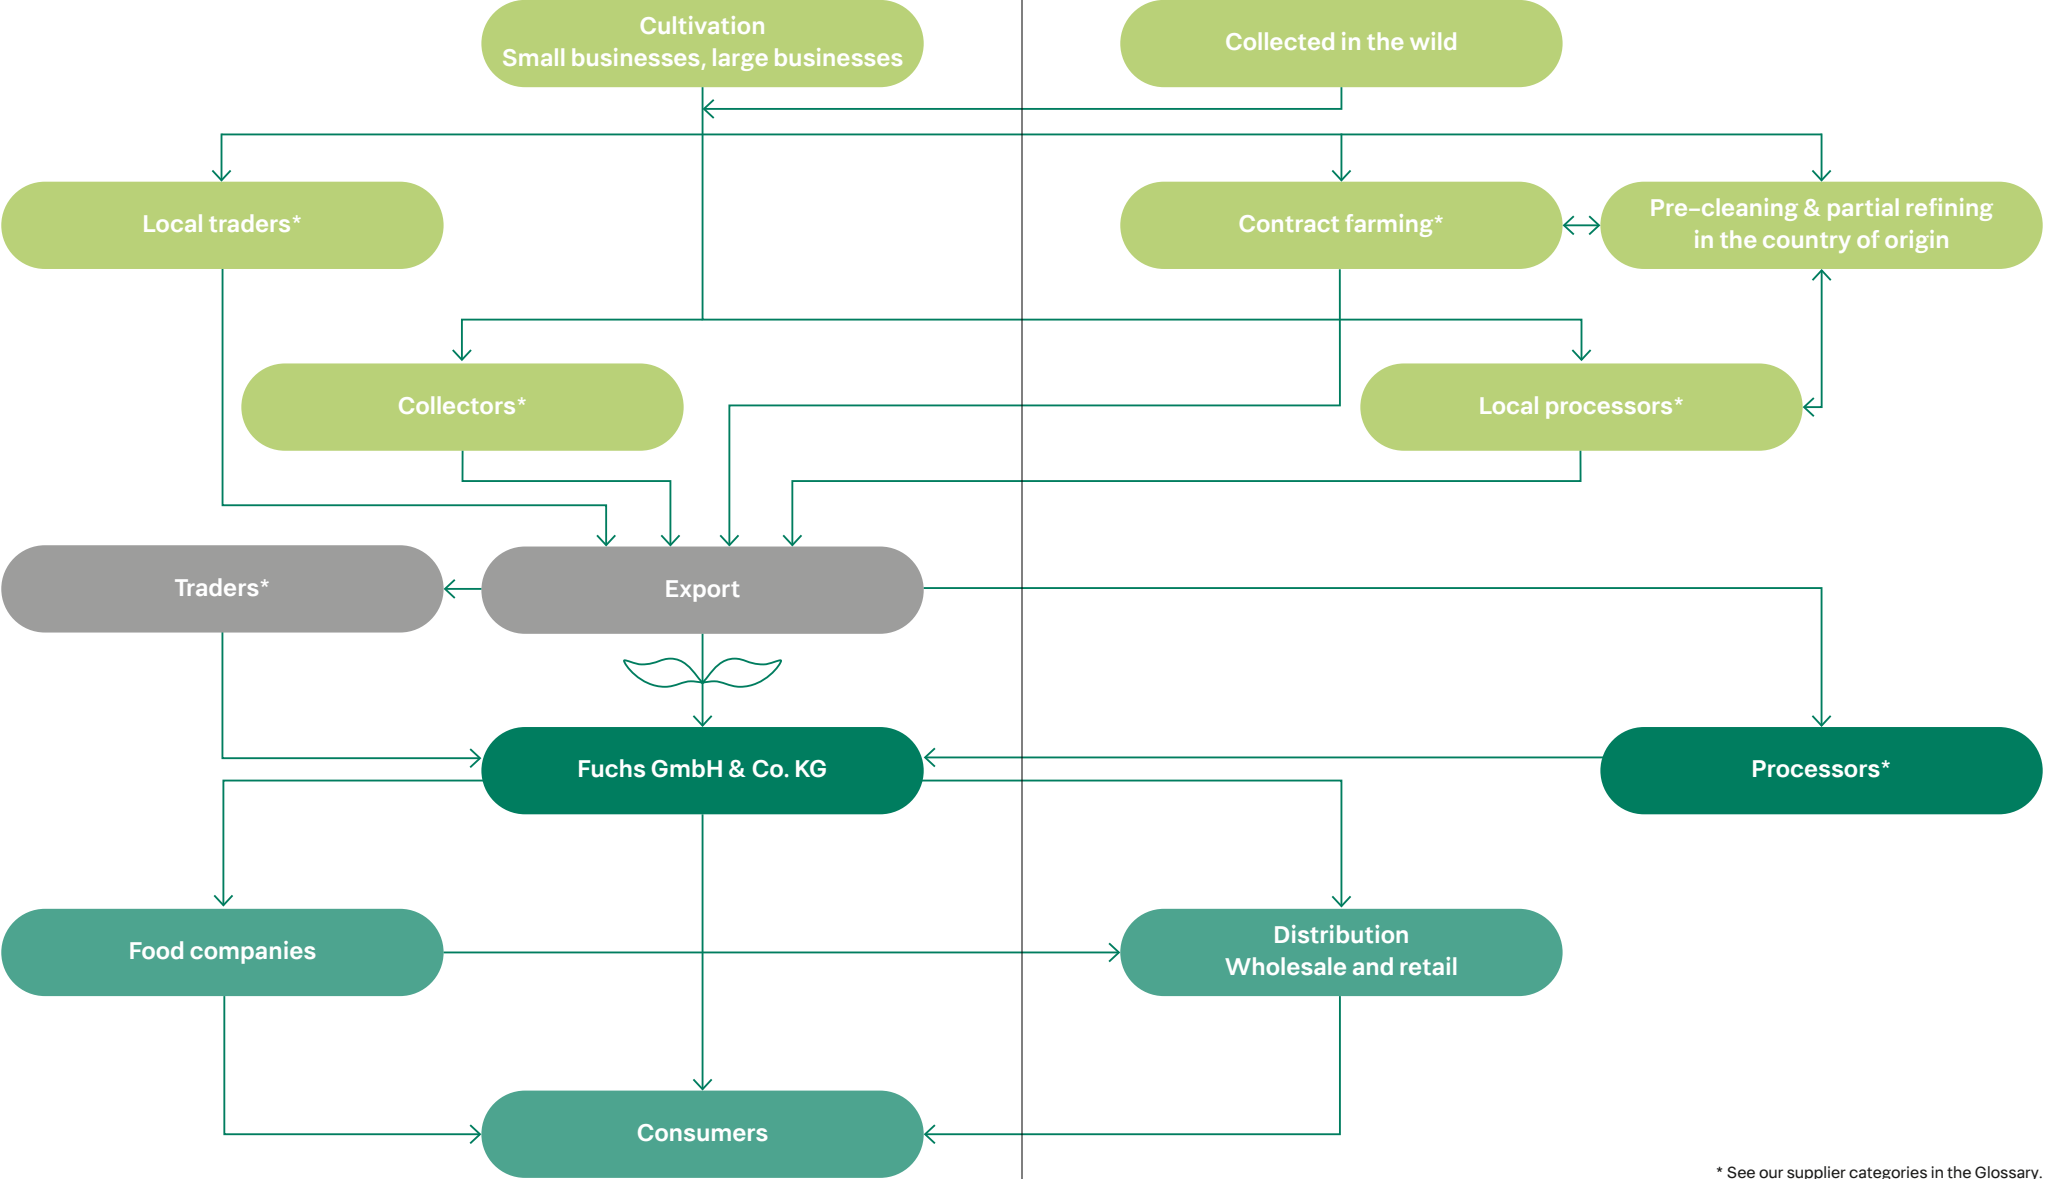 Cultivation
Small businesses, large businesses
Collected in the wild
Local traders*
Contract farming*
Pre-cleaning & partial refining
in the country of origin
Collectors*
Local processors*
Traders*
Export
Fuchs GmbH & Co. KG
Processors*
Food companies
Distribution
Wholesale and retail
Consumers
* See our supplier categories in the Glossary.